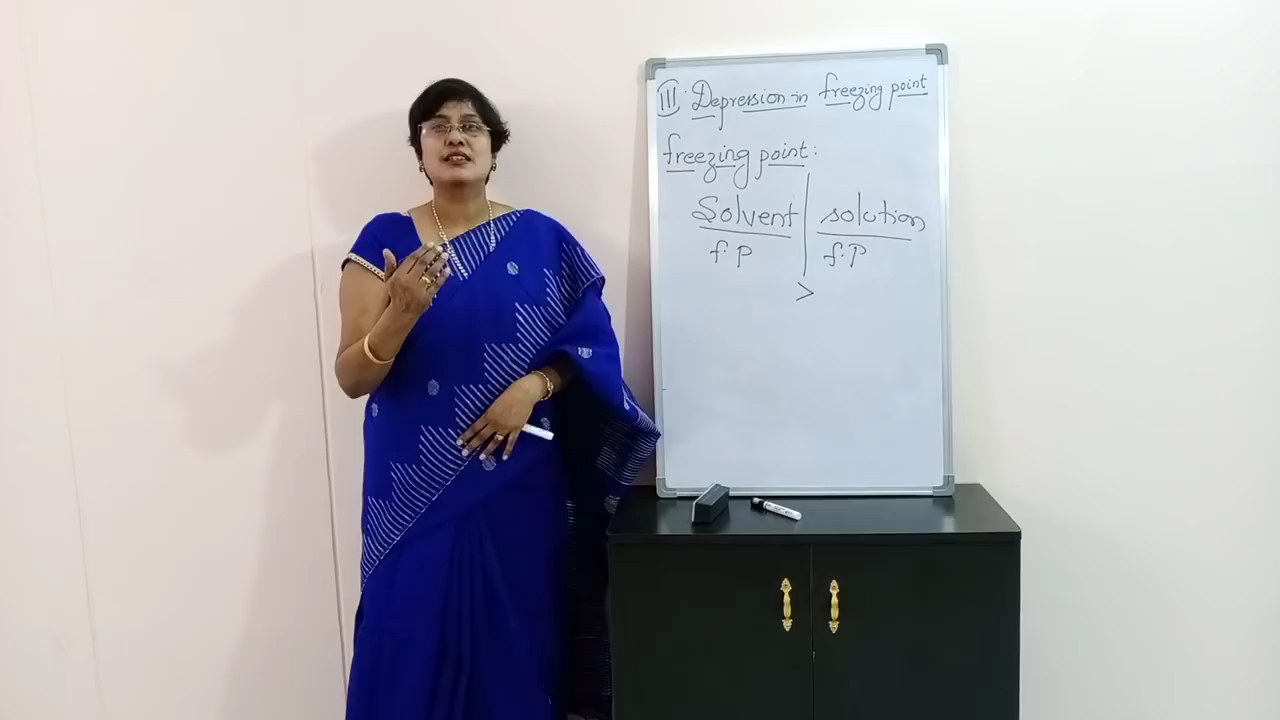 III. Depression in freezing point
freezing point:
Solvent | solution
f.P f.P
>